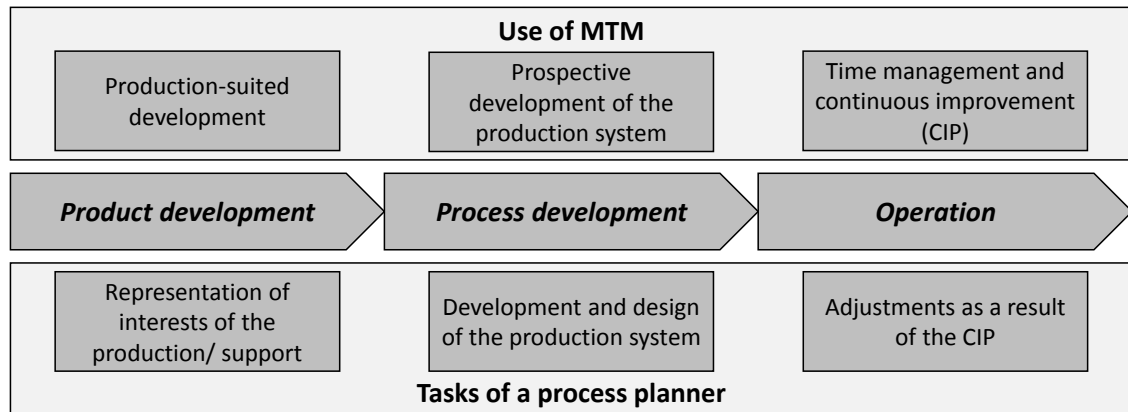 Use of MTM
Production-suited
development
Prospective
development of the
production system
Time management and
continuous improvement
(CIP)
Product development
Process development
Operation
Representation of
interests of the
production/ support
Development and design
of the production system
Adjustments as a result
of the CIP
Tasks of a process planner